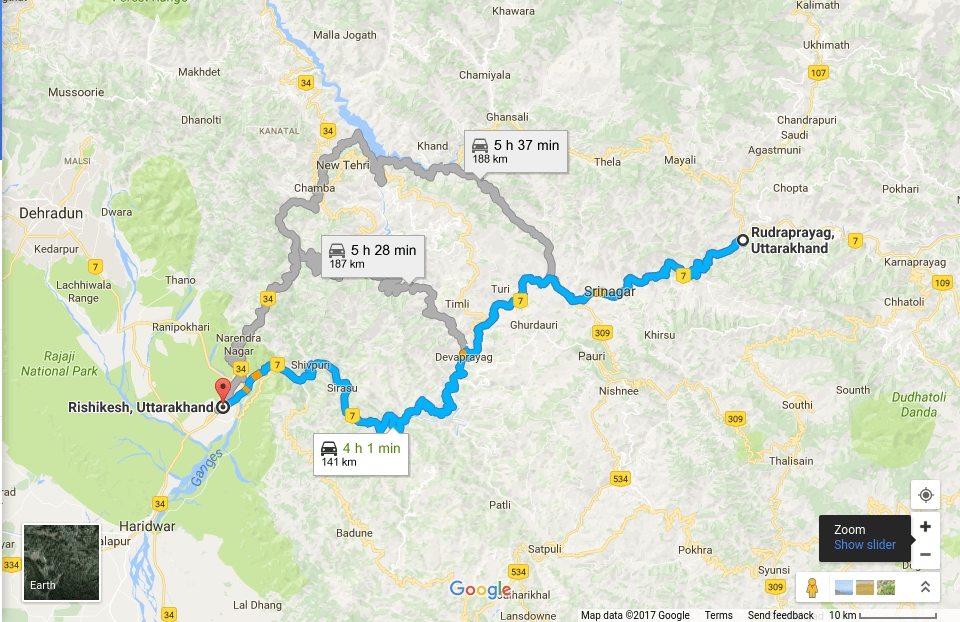 Forest Range
Khawara
Kalimath
Malla Jogath
Ukhimath
Makhdet
Chamiyala
107
34
Mussoorie
Dhanolti
Ghansali
Chandrapuri
Saudi
KANATAL
34
Khand
5 h 37 min
188 km
Agastmuni
MALSI
New Tehri
Thela
Mayali
Chamba
Chopta
Pokhari
Dehradun
Dwara
Rudraprayag,
Uttarakhand
7
Kedarpur
5 h 28 min
187 km
7
Karnaprayag
Thano
7
109
Lachhiwala
Range
34
Turi
7
Srinagar
Chhatoli
Timli
Ranipokhari
Ghurdauri
309
Khirsu
Narendra
Nagar
Rajaji
National Park
34
7
Shivpuri
Devaprayag
Pauri
Sirasu
Nishnee
South
Dudhatoli
Danda
Rishikesh, Uttarakhand
7
Southi
309
4 h 1 min
141 km
Ganges
Thalisain
534
34
Patli
Haridwar
Badune
Zoom
Show slider
334
Earth
Satpuli
Pokhra
534
Syunsi
309
Google
Lal Dhang
Lansdowne
34
Map data ©2017 Google
Terms
Send feedback
10 km